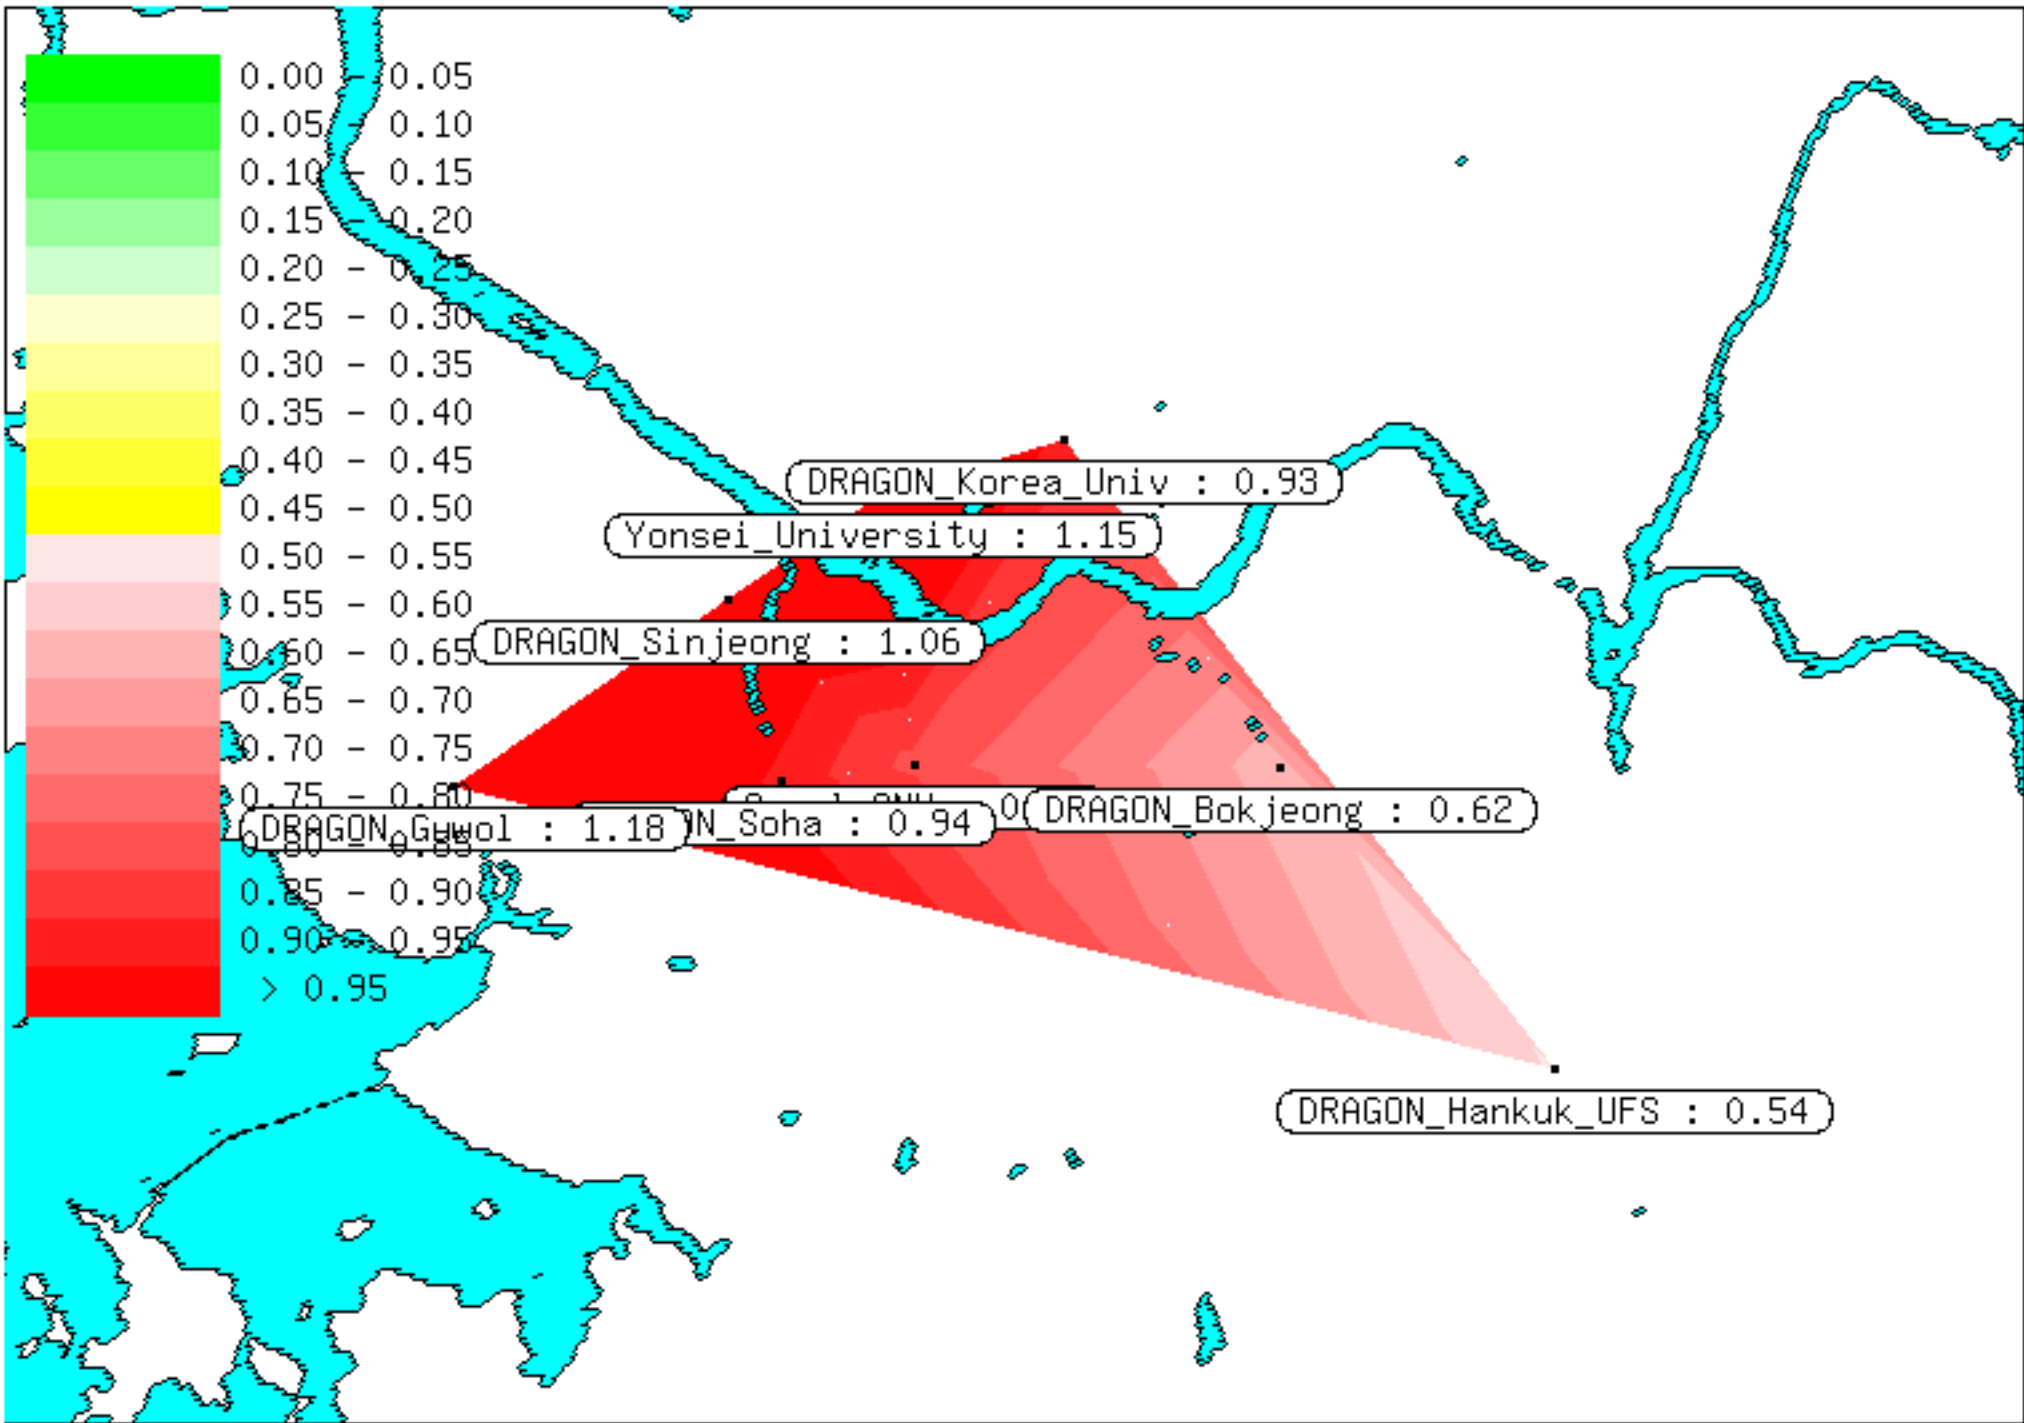 0.00 - 0.05
0.05 - 0.10
0.10 - 0.15
0.15 - 0.20
0.20 - 0.25
0.25 - 0.30
0.30 - 0.35
0.35 - 0.40
0.40 - 0.45
0.45 - 0.50
0.50 - 0.55
0.55 - 0.60
0.60 - 0.65
0.65 - 0.70
0.70 - 0.75
0.75 - 0.80
0.80 - 0.85
0.85 - 0.90
0.90 - 0.95
> 0.95
DRAGON_Korea_Univ : 0.93
Yonsei_University : 1.15
DRAGON_Sinjeong : 1.06
DRAGON_Bokjeong : 0.62
DRAGON_Guwol : 1.18
N_Soha : 0.94
DRAGON_Hankuk_UFS : 0.54